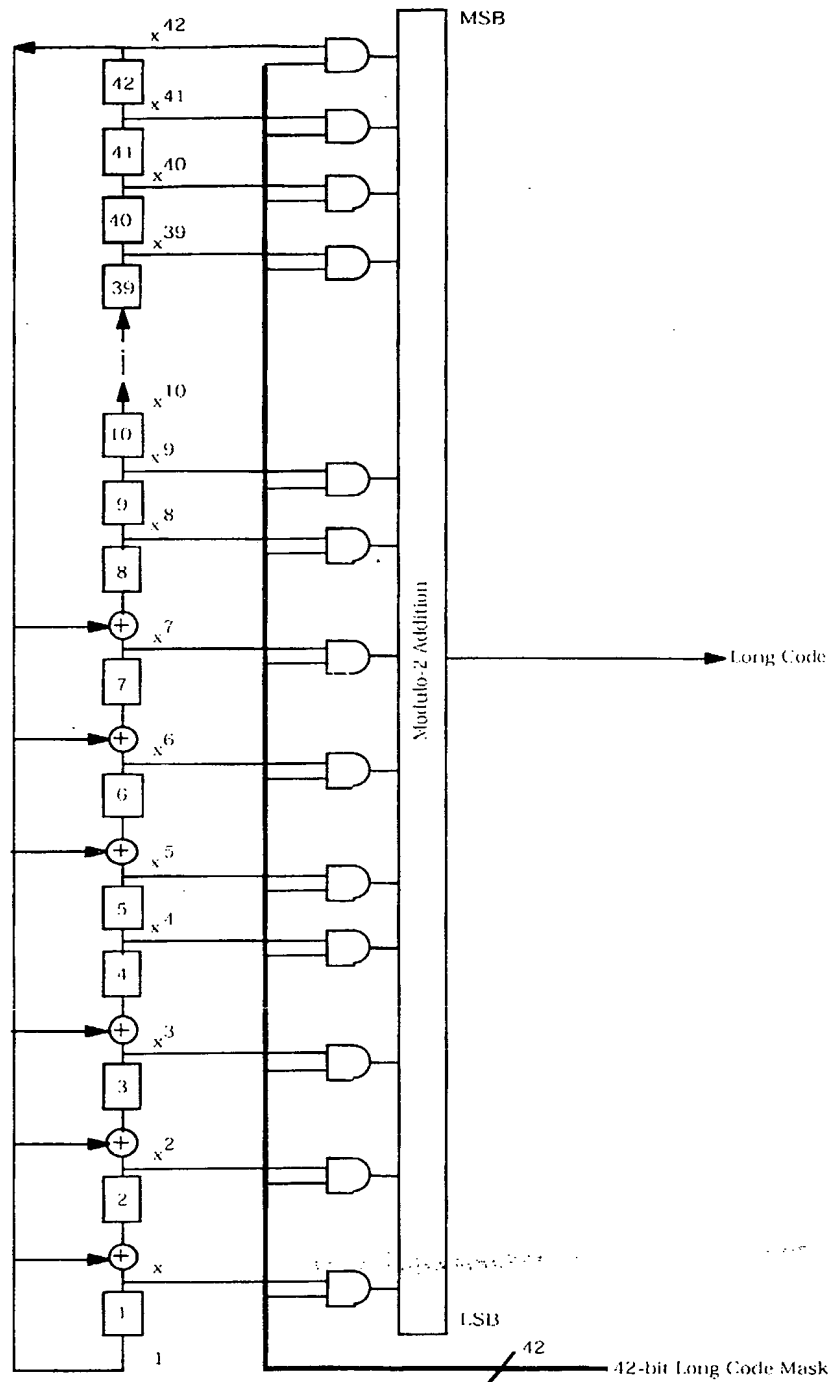 x42
MSB
42
x41
41
x40
40
x39
39
x10
10
x9
9
x8
8
x7
7
x6
6
x5
5
x4
4
x3
3
x2
2
x
1
1
Modulo-2 Addition
Long Code
LSB
42
42-bit Long Code Mask